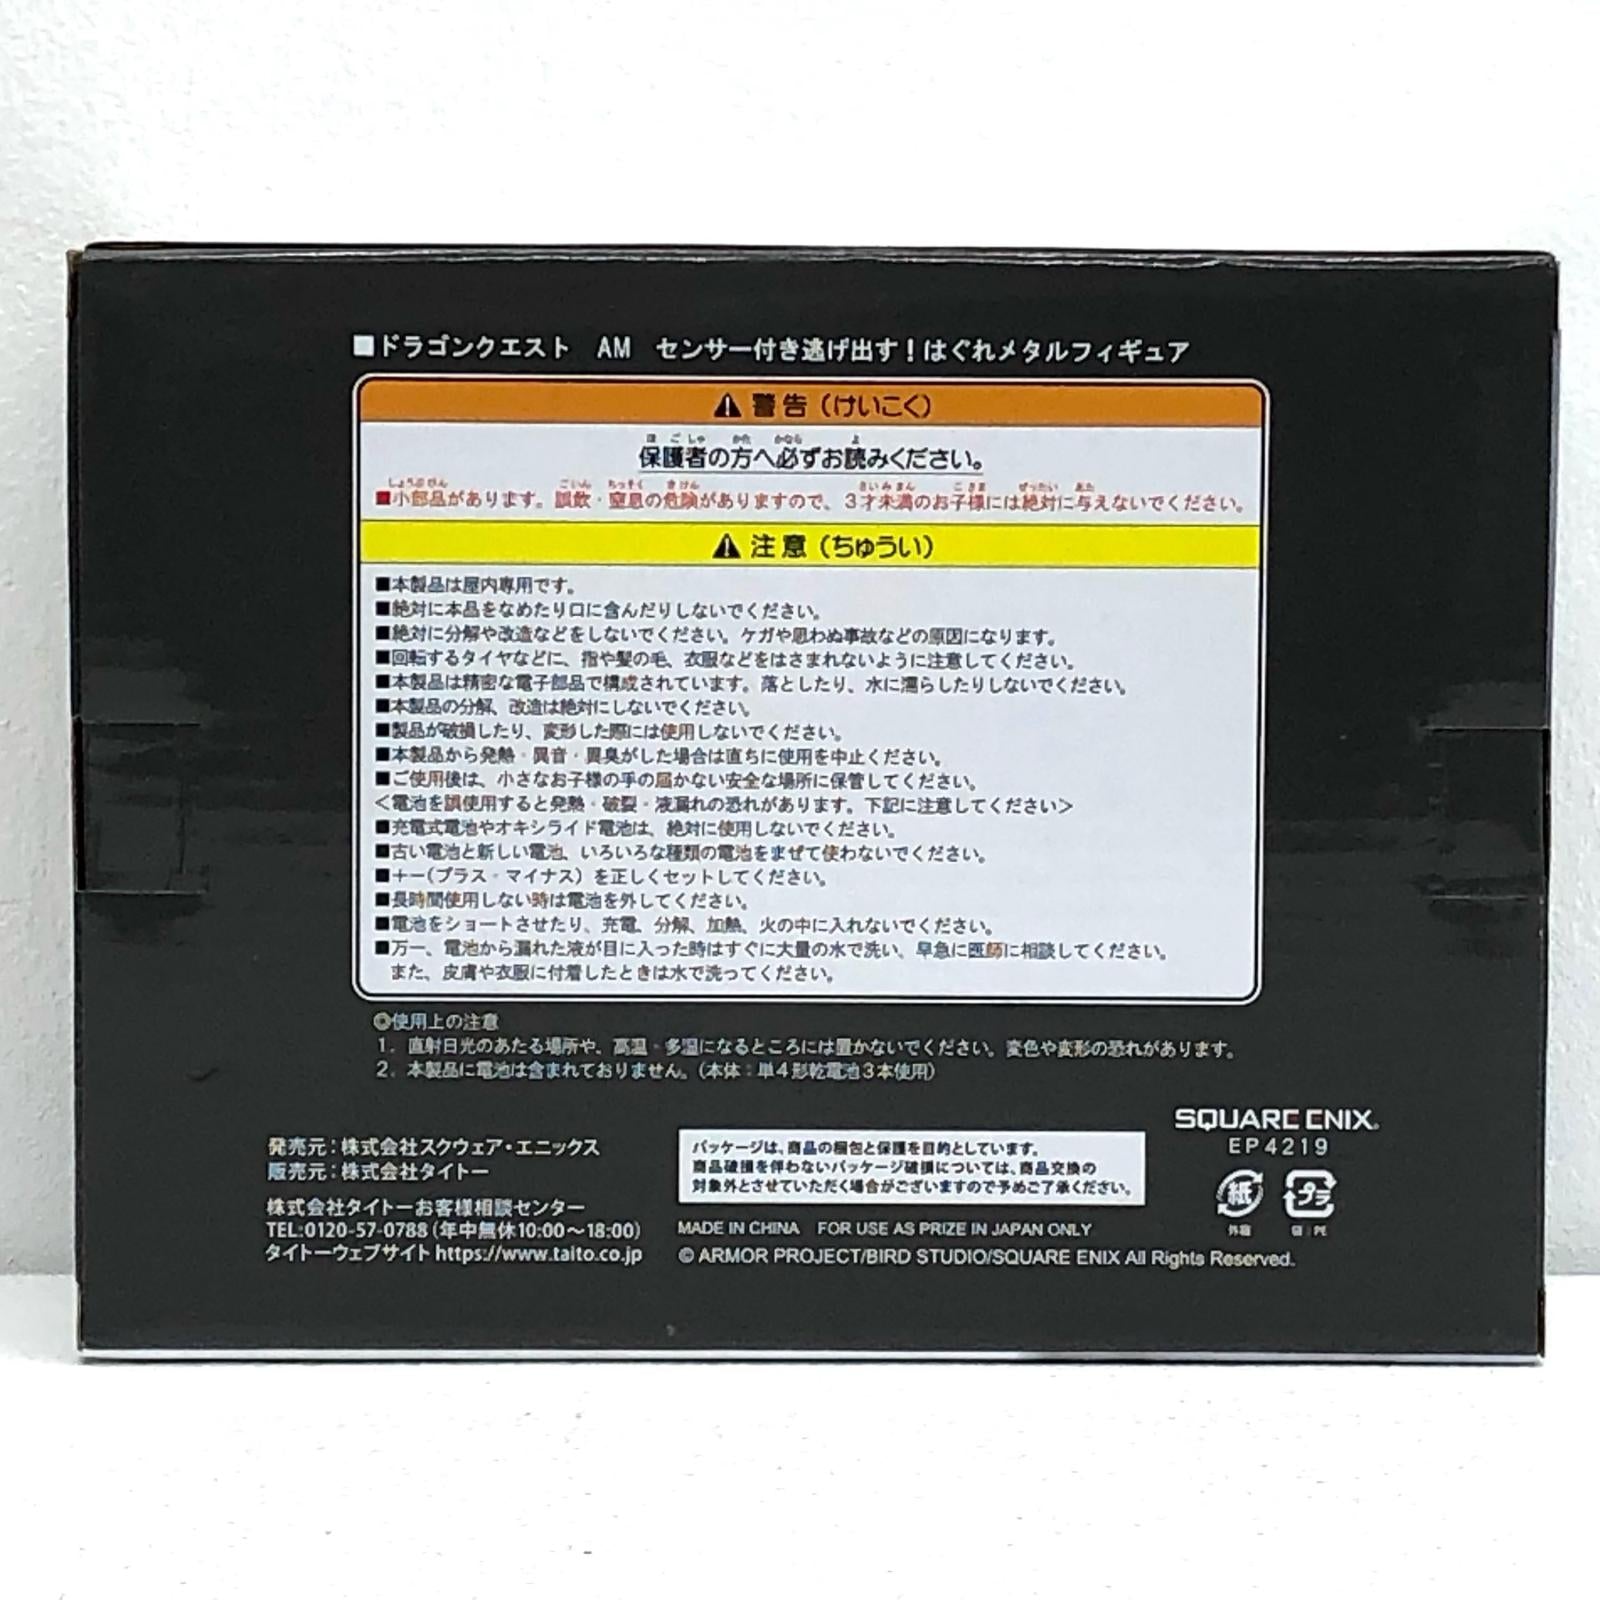 ■ドラゴンクエスト AM センサー付き逃げ出す！はぐれメタルフィギュア
⚠ 警告（けいこく）
保護者の方へ必ずお読みください。
■小部品があります。誤飲・窒息の危険がありますので、3才未満のお子様には絶対に与えないでください。
⚠ 注意（ちゅうい）
■本製品は屋内専用です。
■絶対に本品をなめたり口に含んだりしないでください。
■絶対に分解や改造などをしないでください。ケガや思わぬ事故などの原因になります。
■回転するタイヤなどに、指や髪の毛、衣服などをはさまれないように注意してください。
■本製品は精密な電子部品で構成されています。落としたり、水に濡らしたりしないでください。
■本製品の分解、改造は絶対にしないでください。
■製品が破損したり、変形した際には使用しないでください。
■本製品から発熱・異音・異臭がした場合は直ちに使用を中止ください。
■ご使用後は、小さなお子様の手の届かない安全な場所に保管してください。
＜電池を誤使用すると発熱・破裂・液漏れの恐れがあります。下記に注意してください＞
■充電式電池やオキシライド電池は、絶対に使用しないでください。
■古い電池と新しい電池、いろいろな種類の電池をまぜて使わないでください。
■＋−（プラス・マイナス）を正しくセットしてください。
■長時間使用しない時は電池を外してください。
■電池をショートさせたり、充電、分解、加熱、火の中に入れないでください。
■万一、電池から漏れた液が目に入った時はすぐに大量の水で洗い、早急に医師に相談してください。
また、皮膚や衣服に付着したときは水で洗ってください。
◎使用上の注意
1．直射日光のあたる場所や、高温・多湿になるところには置かないでください。変色や変形の恐れがあります。
2．本製品に電池は含まれておりません。（本体：単4形乾電池3本使用）
発売元：株式会社スクウェア・エニックス
販売元：株式会社タイトー
株式会社タイトーお客様相談センター
TEL:0120-57-0788（年中無休10:00～18:00）
タイトーウェブサイト https://www.taito.co.jp
パッケージは、商品の梱包と保護を目的としています。
商品破損を伴わないパッケージ破損については、商品交換の
対象外とさせていただく場合がございますので予めご了承ください。
MADE IN CHINA FOR USE AS PRIZE IN JAPAN ONLY
© ARMOR PROJECT/BIRD STUDIO/SQUARE ENIX All Rights Reserved.
SQUARE ENIX.
EP4219
紙 プラ
外箱 袋：PE